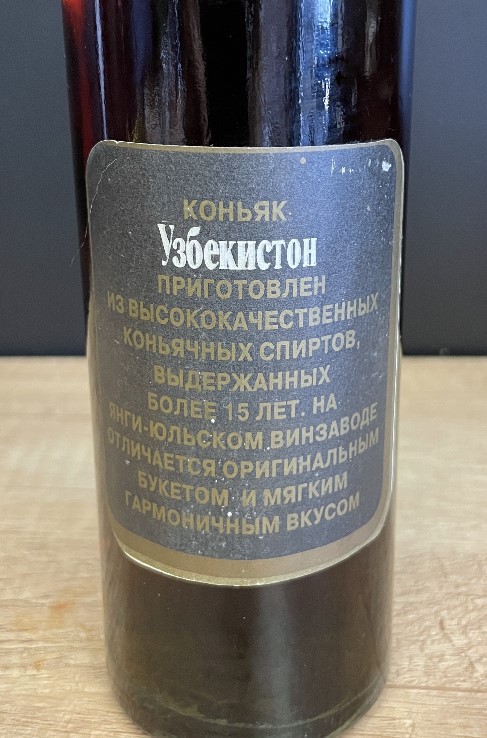 КОНЬЯК
Узбекистон
ПРИГОТОВЛЕН
ИЗ ВЫСОКОКАЧЕСТВЕННЫХ
КОНЬЯЧНЫХ СПИРТОВ,
ВЫДЕРЖАННЫХ
БОЛЕЕ 15 ЛЕТ. НА
ЯНГИ-ЮЛЬСКОМ ВИНЗАВОДЕ
ОТЛИЧАЕТСЯ ОРИГИНАЛЬНЫМ
БУКЕТОМ И МЯГКИМ
ГАРМОНИЧНЫМ ВКУСОМ